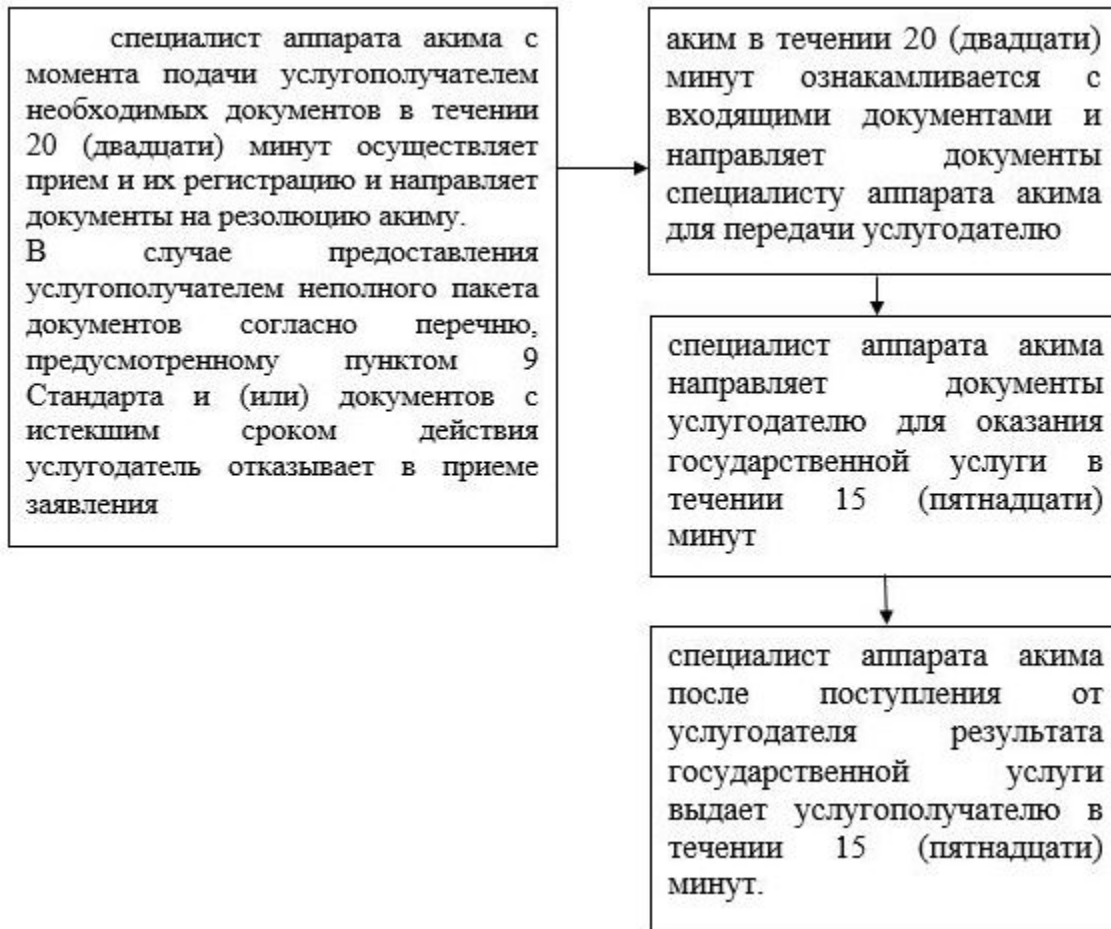 специалист аппарата акима с
момента подачи услугополучателем
необходимых документов в течении
20 (двадцати) минут осуществляет
прием и их регистрацию и направляет
документы на резолюцию акиму.
В случае предоставления
услугополучателем неполного пакета
документов согласно перечню,
предусмотренному пунктом 9
Стандарта и (или) документов с
истекшим сроком действия
услугодатель отказывает в приеме
заявления
аким в течении 20 (двадцати)
минут ознакамливается с
входящими документами и
направляет документы
специалисту аппарата акима
для передачи услугодателю
специалист аппарата акима
направляет документы
услугодателю для оказания
государственной услуги в
течении 15 (пятнадцати)
минут
специалист аппарата акима
после поступления от
услугодателя результата
государственной услуги
выдает услугополучателю в
течении 15 (пятнадцати)
минут.